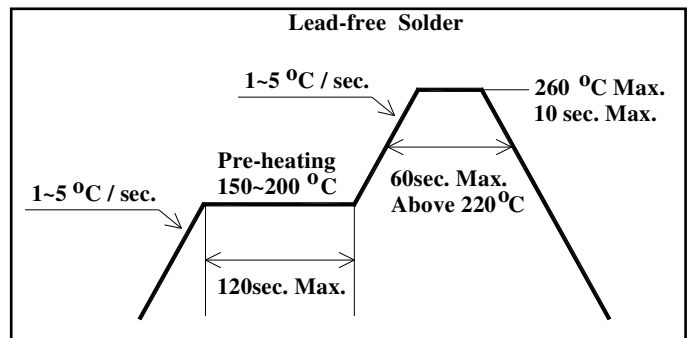 Lead-free Solder
1~5 °C / sec.
260 °C Max.
10 sec. Max.
Pre-heating
150~200 °C
60sec. Max.
Above 220°C
1~5 °C / sec.
120sec. Max.